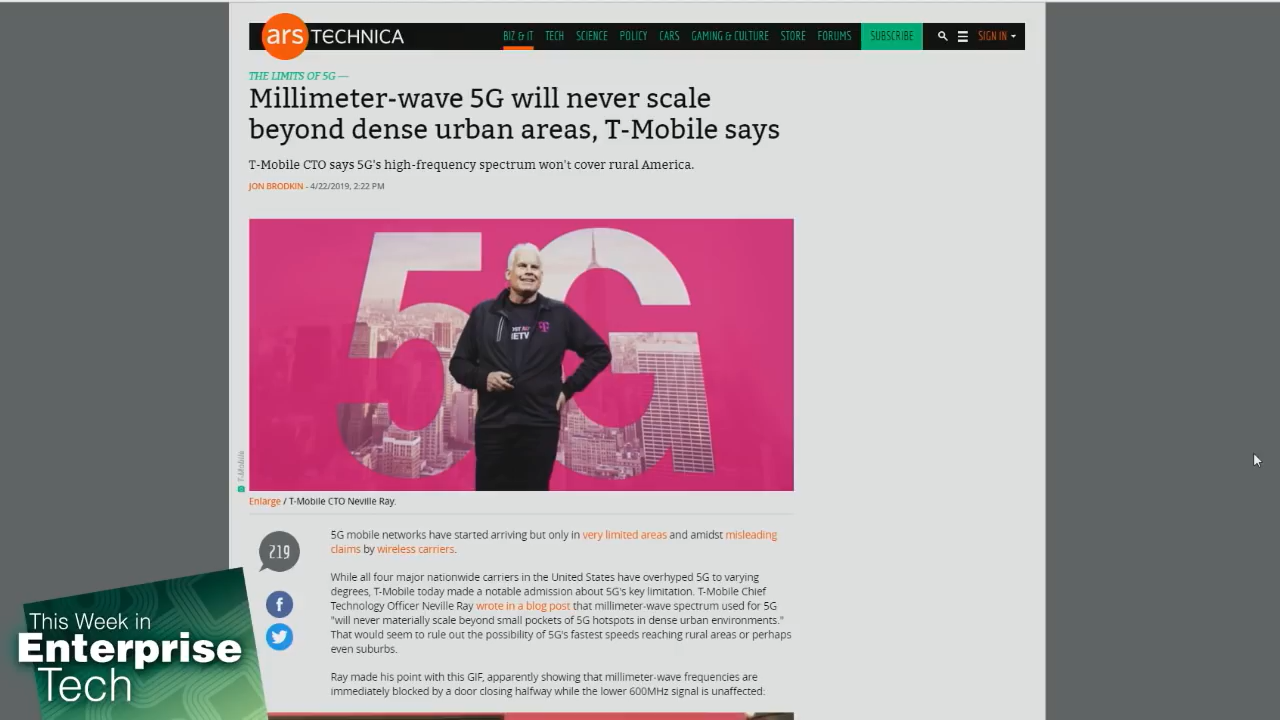 ars TECHNICA
BIZ & IT TECH SCIENCE POLICY CARS GAMING & CULTURE STORE FORUMS SUBSCRIBE SIGN IN
THE LIMITS OF 5G —
Millimeter-wave 5G will never scale
beyond dense urban areas, T-Mobile says
T-Mobile CTO says 5G's high-frequency spectrum won't cover rural America.
JON BRODKIN - 4/22/2019, 2:22 PM
5G
T
T-Mobile
Enlarge / T-Mobile CTO Neville Ray.
219
5G mobile networks have started arriving but only in very limited areas and amidst misleading
claims by wireless carriers.
While all four major nationwide carriers in the United States have overhyped 5G to varying
degrees, T-Mobile today made a notable admission about 5G's key limitation. T-Mobile Chief
Technology Officer Neville Ray wrote in a blog post that millimeter-wave spectrum used for 5G
"will never materially scale beyond small pockets of 5G hotspots in dense urban environments."
That would seem to rule out the possibility of 5G's fastest speeds reaching rural areas or perhaps
even suburbs.
Ray made his point with this GIF, apparently showing that millimeter-wave frequencies are
immediately blocked by a door closing halfway while the lower 600MHz signal is unaffected:
This Week in
Enterprise
Tech